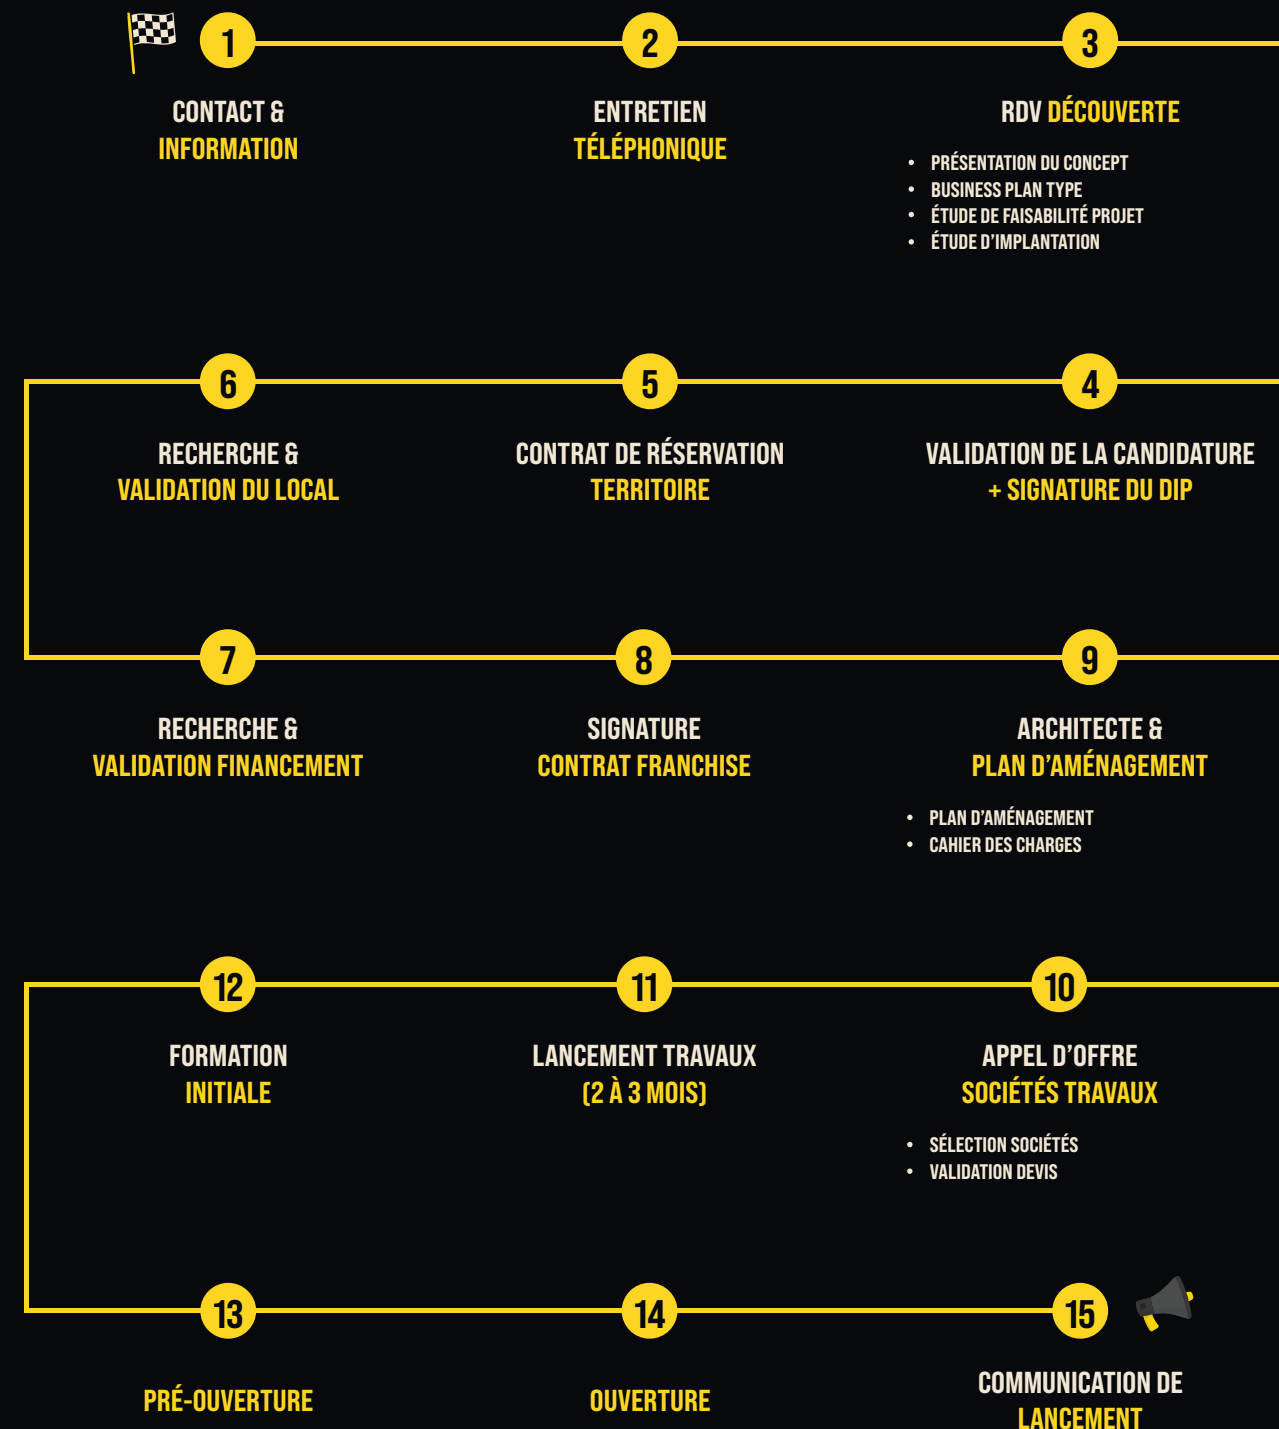 1
CONTACT &
INFORMATION
2
ENTRETIEN
TÉLÉPHONIQUE
3
RDV DÉCOUVERTE
• PRÉSENTATION DU CONCEPT
• BUSINESS PLAN TYPE
• ÉTUDE DE FAISABILITÉ PROJET
• ÉTUDE D’IMPLANTATION
4
VALIDATION DE LA CANDIDATURE
+ SIGNATURE DU DIP
5
CONTRAT DE RÉSERVATION
TERRITOIRE
6
RECHERCHE &
VALIDATION DU LOCAL
7
RECHERCHE &
VALIDATION FINANCEMENT
8
SIGNATURE
CONTRAT FRANCHISE
9
ARCHITECTE &
PLAN D’AMÉNAGEMENT
• PLAN D’AMÉNAGEMENT
• CAHIER DES CHARGES
10
APPEL D’OFFRE
SOCIÉTÉS TRAVAUX
• SÉLECTION SOCIÉTÉS
• VALIDATION DEVIS
11
LANCEMENT TRAVAUX
(2 À 3 MOIS)
12
FORMATION
INITIALE
13
PRÉ-OUVERTURE
14
OUVERTURE
15
COMMUNICATION DE
LANCEMENT